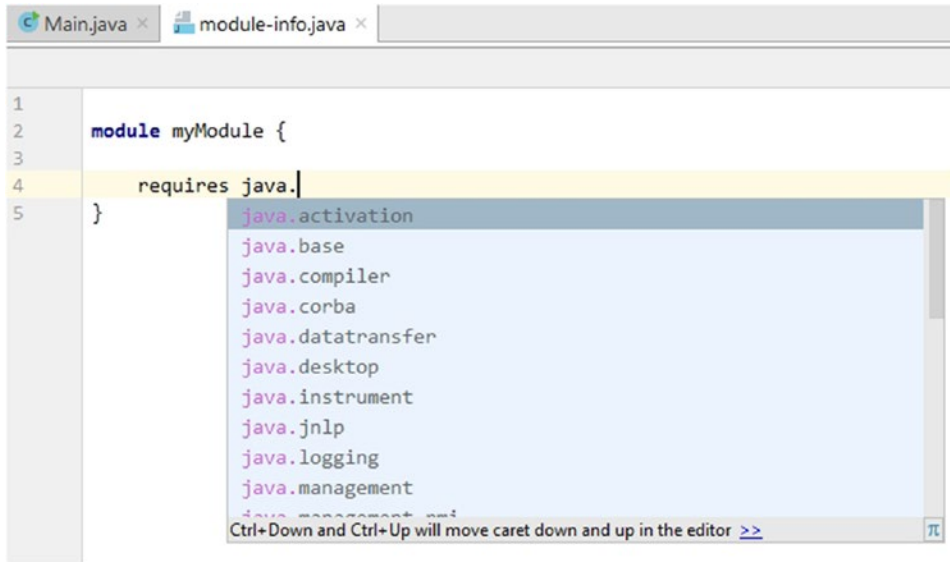 Main.java × module-info.java ×
1
2 module myModule {
3
4 requires java.
5 }
java.activation
java.base
java.compiler
java.corba
java.datatransfer
java.desktop
java.instrument
java.jnlp
java.logging
java.management
Ctrl+Down and Ctrl+Up will move caret down and up in the editor >> π